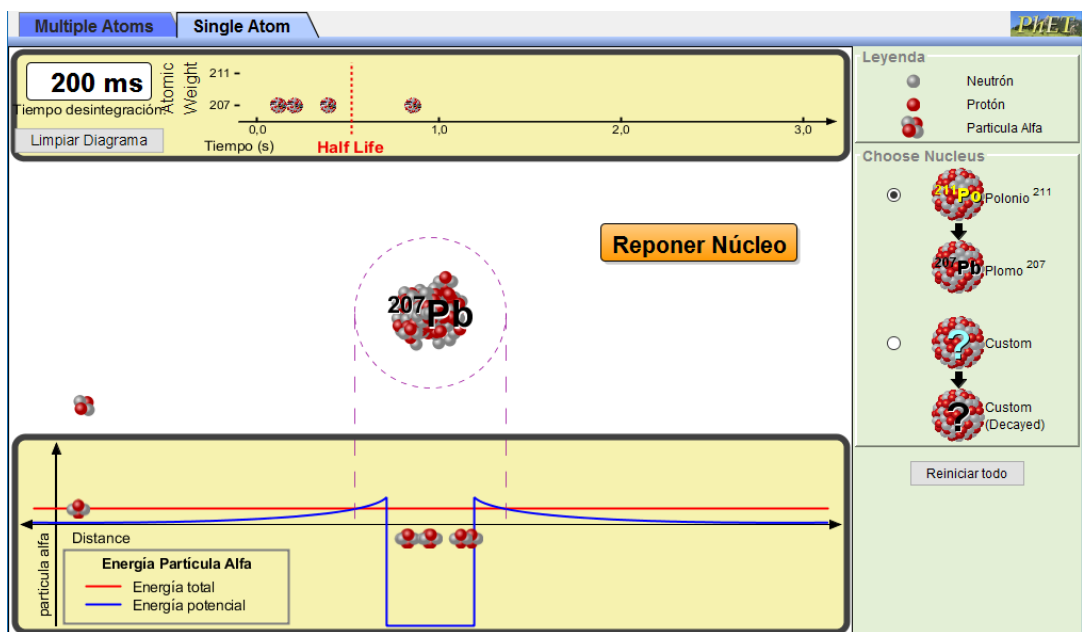 Multiple Atoms
Single Atom
PhET
200 ms
Tiempo desintegración
Limpiar Diagrama
Atomic
Weight
211
207
0,0
1,0
2,0
3,0
Tiempo (s)
Half Life
Leyenda
Neutrón
Protón
Particula Alfa
Choose Nucleus
211Po
Polonio 211
207Pb
Plomo 207
?
Custom
?
Custom
(Decayed)
Reiniciar todo
Reponer Núcleo
207Pb
Distance
particula alfa
Energía Partícula Alfa
Energía total
Energía potencial